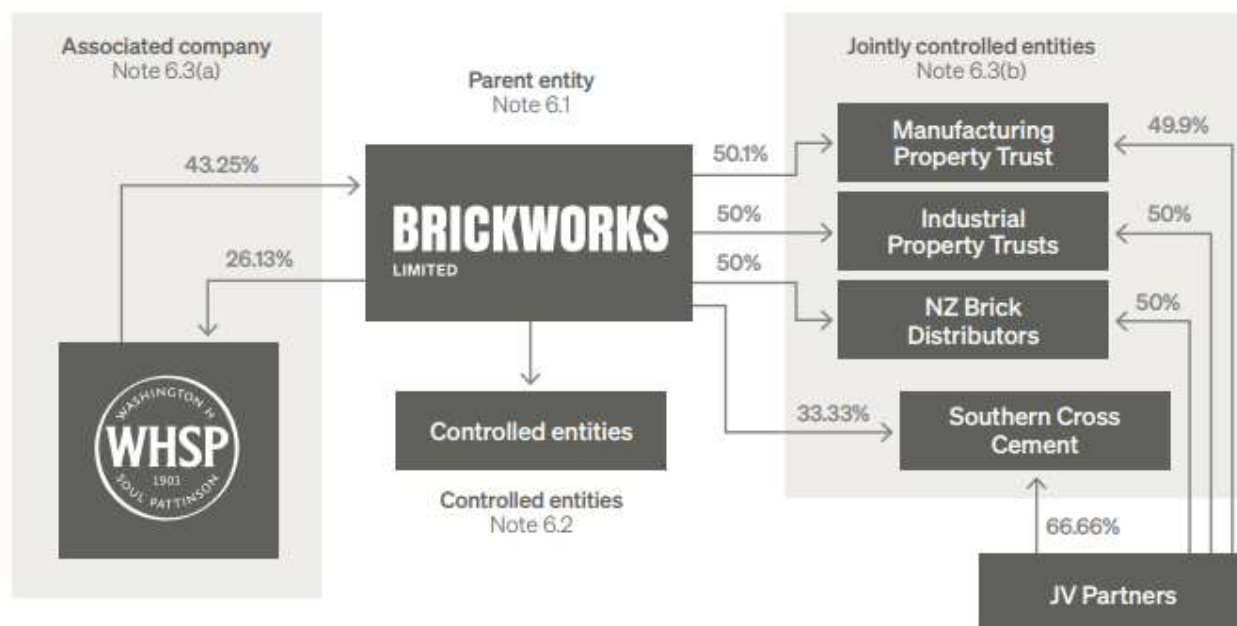 Associated company
Note 6.3(a)
43.25%
26.13%
WASHINGTON H
WHSP
1903
SOUL PATTINSON
Parent entity
Note 6.1
BRICKWORKS
LIMITED
Controlled entities
Controlled entities
Note 6.2
Jointly controlled entities
Note 6.3(b)
50.1%
Manufacturing
Property Trust
49.9%
50%
Industrial
Property Trusts
50%
50%
NZ Brick
Distributors
50%
33.33%
Southern Cross
Cement
66.66%
JV Partners